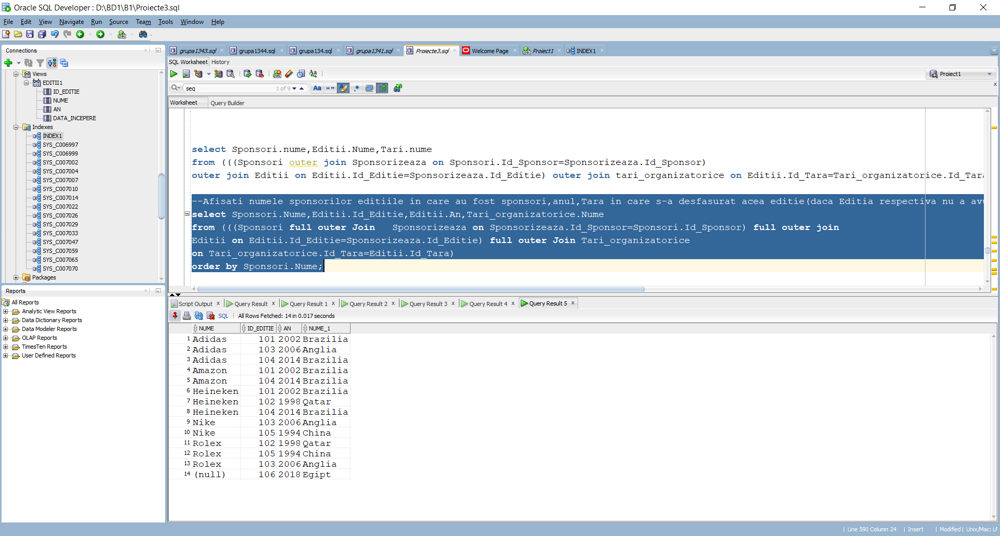 Oracle SQL Developer : D:\BD1\B1\Proiecte3.sql
File Edit View Navigate Run Source Team Tools Window Help
Connections
Views
EDITII1
ID_EDITIE
NUME
AN
DATA_INCEPERE
Indexes
INDEX1
SYS_C006997
SYS_C006999
SYS_C007002
SYS_C007004
SYS_C007007
SYS_C007010
SYS_C007014
SYS_C007022
SYS_C007026
SYS_C007029
SYS_C007033
SYS_C007047
SYS_C007059
SYS_C007065
SYS_C007070
Packages
Reports
All Reports
Analytic View Reports
Data Dictionary Reports
Data Modeler Reports
OLAP Reports
TimesTen Reports
User Defined Reports
grupa1343.sql grupa1344.sql grupa134.sql grupa1341.sql Proiecte3.sql Welcome Page Proiect1 INDEX1
SQL Worksheet History
Proiect1
seq 1 of 9
Worksheet Query Builder
select Sponsori.nume,Editii.Nume,Tari.nume
from (((Sponsori outer join Sponsorizeaza on Sponsori.Id_Sponsor=Sponsorizeaza.Id_Sponsor)
outer join Editii on Editii.Id_Editie=Sponsorizeaza.Id_Editie) outer join tari_organizatorice on Editii.Id_Tara=Tari_organizatorice.Id_Tara
--Afisati numele sponsorilor editiile in care au fost sponsori,anul,Tara in care s-a desfasurat acea editie(daca Editia respectiva nu a avu
select Sponsori.Nume,Editii.Id_Editie,Editii.An,Tari_organizatorice.Nume
from (((Sponsori full outer Join Sponsorizeaza on Sponsorizeaza.Id_Sponsor=Sponsori.Id_Sponsor) full outer join
Editii on Editii.Id_Editie=Sponsorizeaza.Id_Editie) full outer Join Tari_organizatorice
on Tari_organizatorice.Id_Tara=Editii.Id_Tara)
order by Sponsori.Nume;
Script Output Query Result Query Result 1 Query Result 2 Query Result 3 Query Result 4 Query Result 5
SQL All Rows Fetched: 14 in 0.017 seconds
NUME ID_EDITIE AN NUME_1
1 Adidas 101 2002 Brazilia
2 Adidas 103 2006 Anglia
3 Adidas 104 2014 Brazilia
4 Amazon 101 2002 Brazilia
5 Amazon 104 2014 Brazilia
6 Heineken 101 2002 Brazilia
7 Heineken 102 1998 Qatar
8 Heineken 104 2014 Brazilia
9 Nike 103 2006 Anglia
10 Nike 105 1994 China
11 Rolex 102 1998 Qatar
12 Rolex 105 1994 China
13 Rolex 103 2006 Anglia
14 (null) 106 2018 Egipt
Line 590 Column 24 Insert Modified Unix/Mac: LF